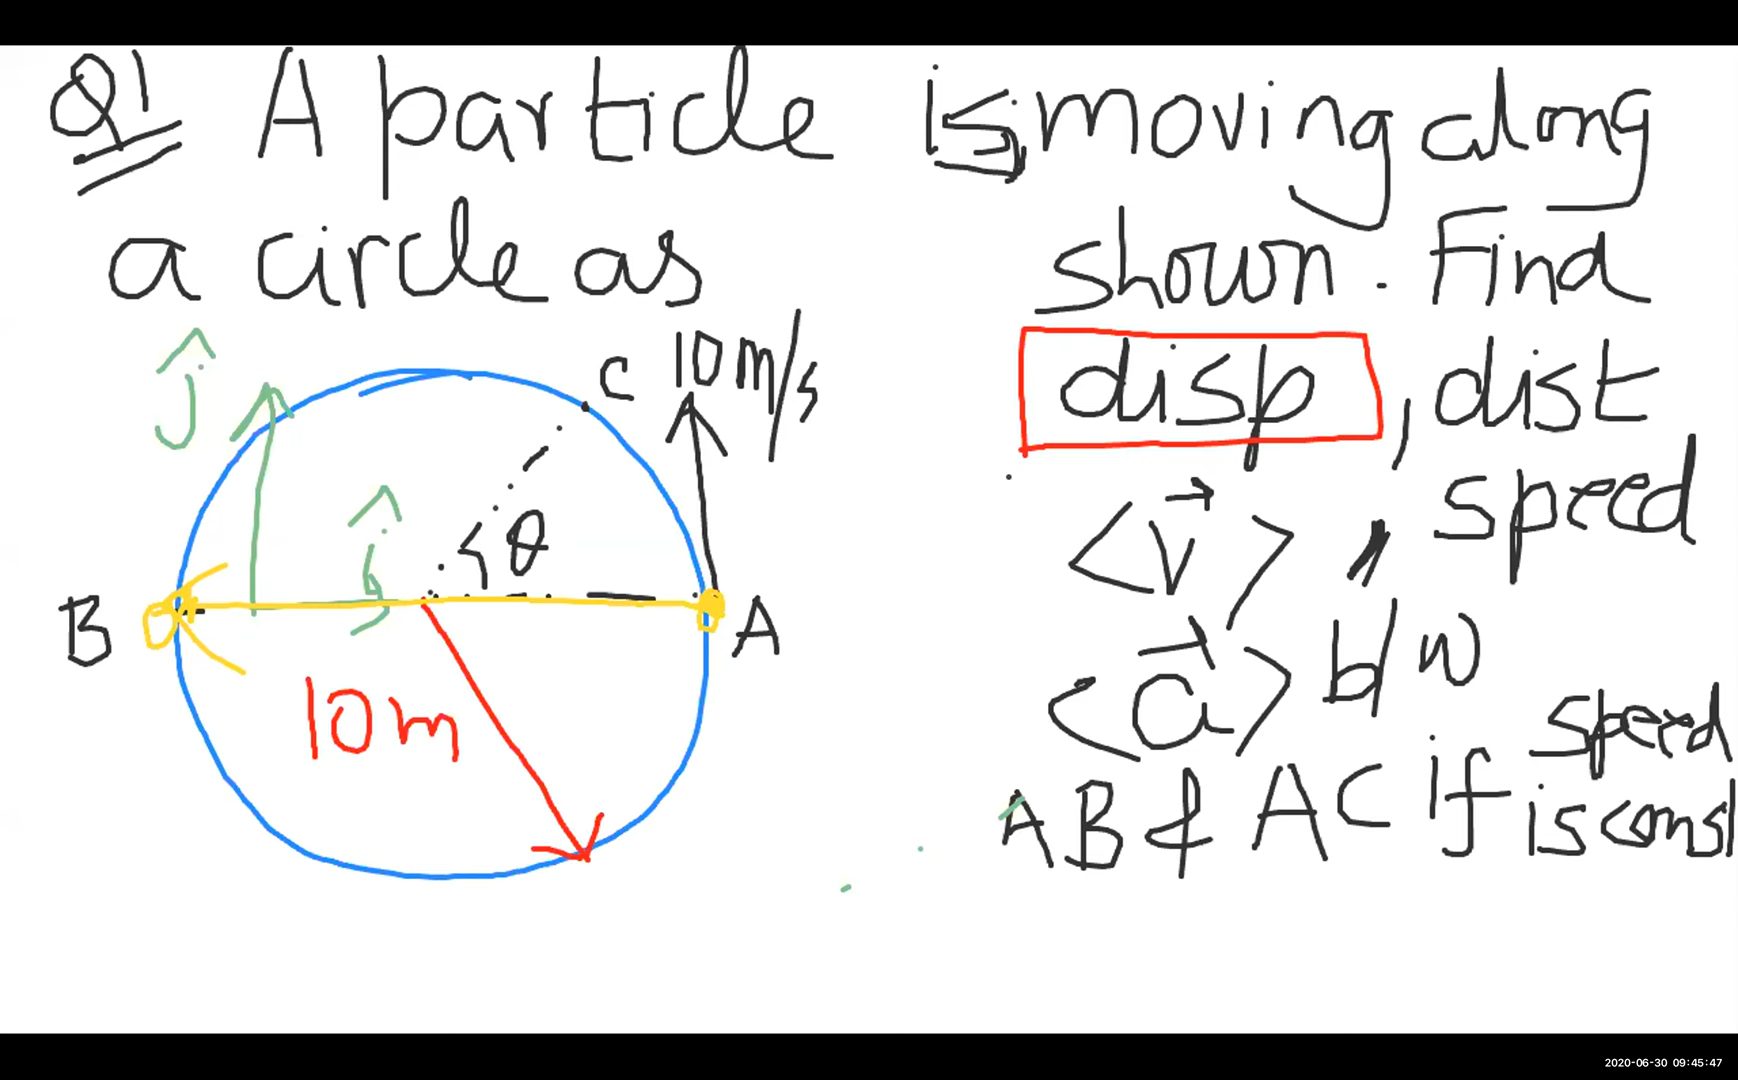 Q1 A particle is moving along
a circle as shown. Find
disp, dist
<v>, speed
<a> b/w
AB & AC if speed
is const
ĵ
î
C 10m/s
θ
B
A
10m
2020-06-30 09:45:47